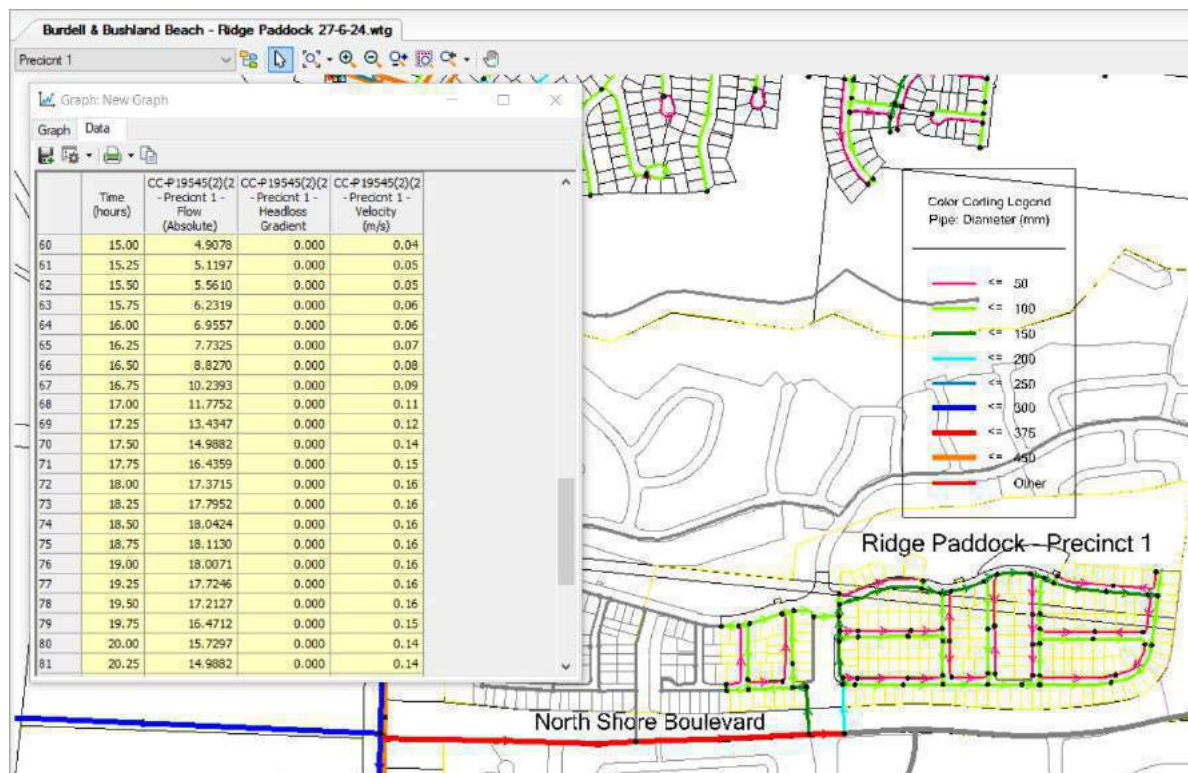 Burdell & Bushland Beach - Ridge Paddock 27-6-24.wtg
Precicnt 1
Graph: New Graph
Graph Data
Time (hours) CC-P19545(2)(2 - Precicnt 1 - Flow (Absolute) CC-P19545(2)(2 - Precicnt 1 - Headloss Gradient CC-P19545(2)(2 - Precicnt 1 - Velocity (m/s)
60 15.00 4.9078 0.000 0.04
61 15.25 5.1197 0.000 0.05
62 15.50 5.5610 0.000 0.05
63 15.75 6.2319 0.000 0.06
64 16.00 6.9557 0.000 0.06
65 16.25 7.7325 0.000 0.07
66 16.50 8.8270 0.000 0.08
67 16.75 10.2393 0.000 0.09
68 17.00 11.7752 0.000 0.11
69 17.25 13.4347 0.000 0.12
70 17.50 14.9882 0.000 0.14
71 17.75 16.4359 0.000 0.15
72 18.00 17.3715 0.000 0.16
73 18.25 17.7952 0.000 0.16
74 18.50 18.0424 0.000 0.16
75 18.75 18.1130 0.000 0.16
76 19.00 18.0071 0.000 0.16
77 19.25 17.7246 0.000 0.16
78 19.50 17.2127 0.000 0.16
79 19.75 16.4712 0.000 0.15
80 20.00 15.7297 0.000 0.14
81 20.25 14.9882 0.000 0.14
Color Coding Legend
Pipe: Diameter (mm)
<= 50
<= 100
<= 150
<= 200
<= 250
<= 300
<= 375
<= 450
Other
Ridge Paddock - Precinct 1
North Shore Boulevard